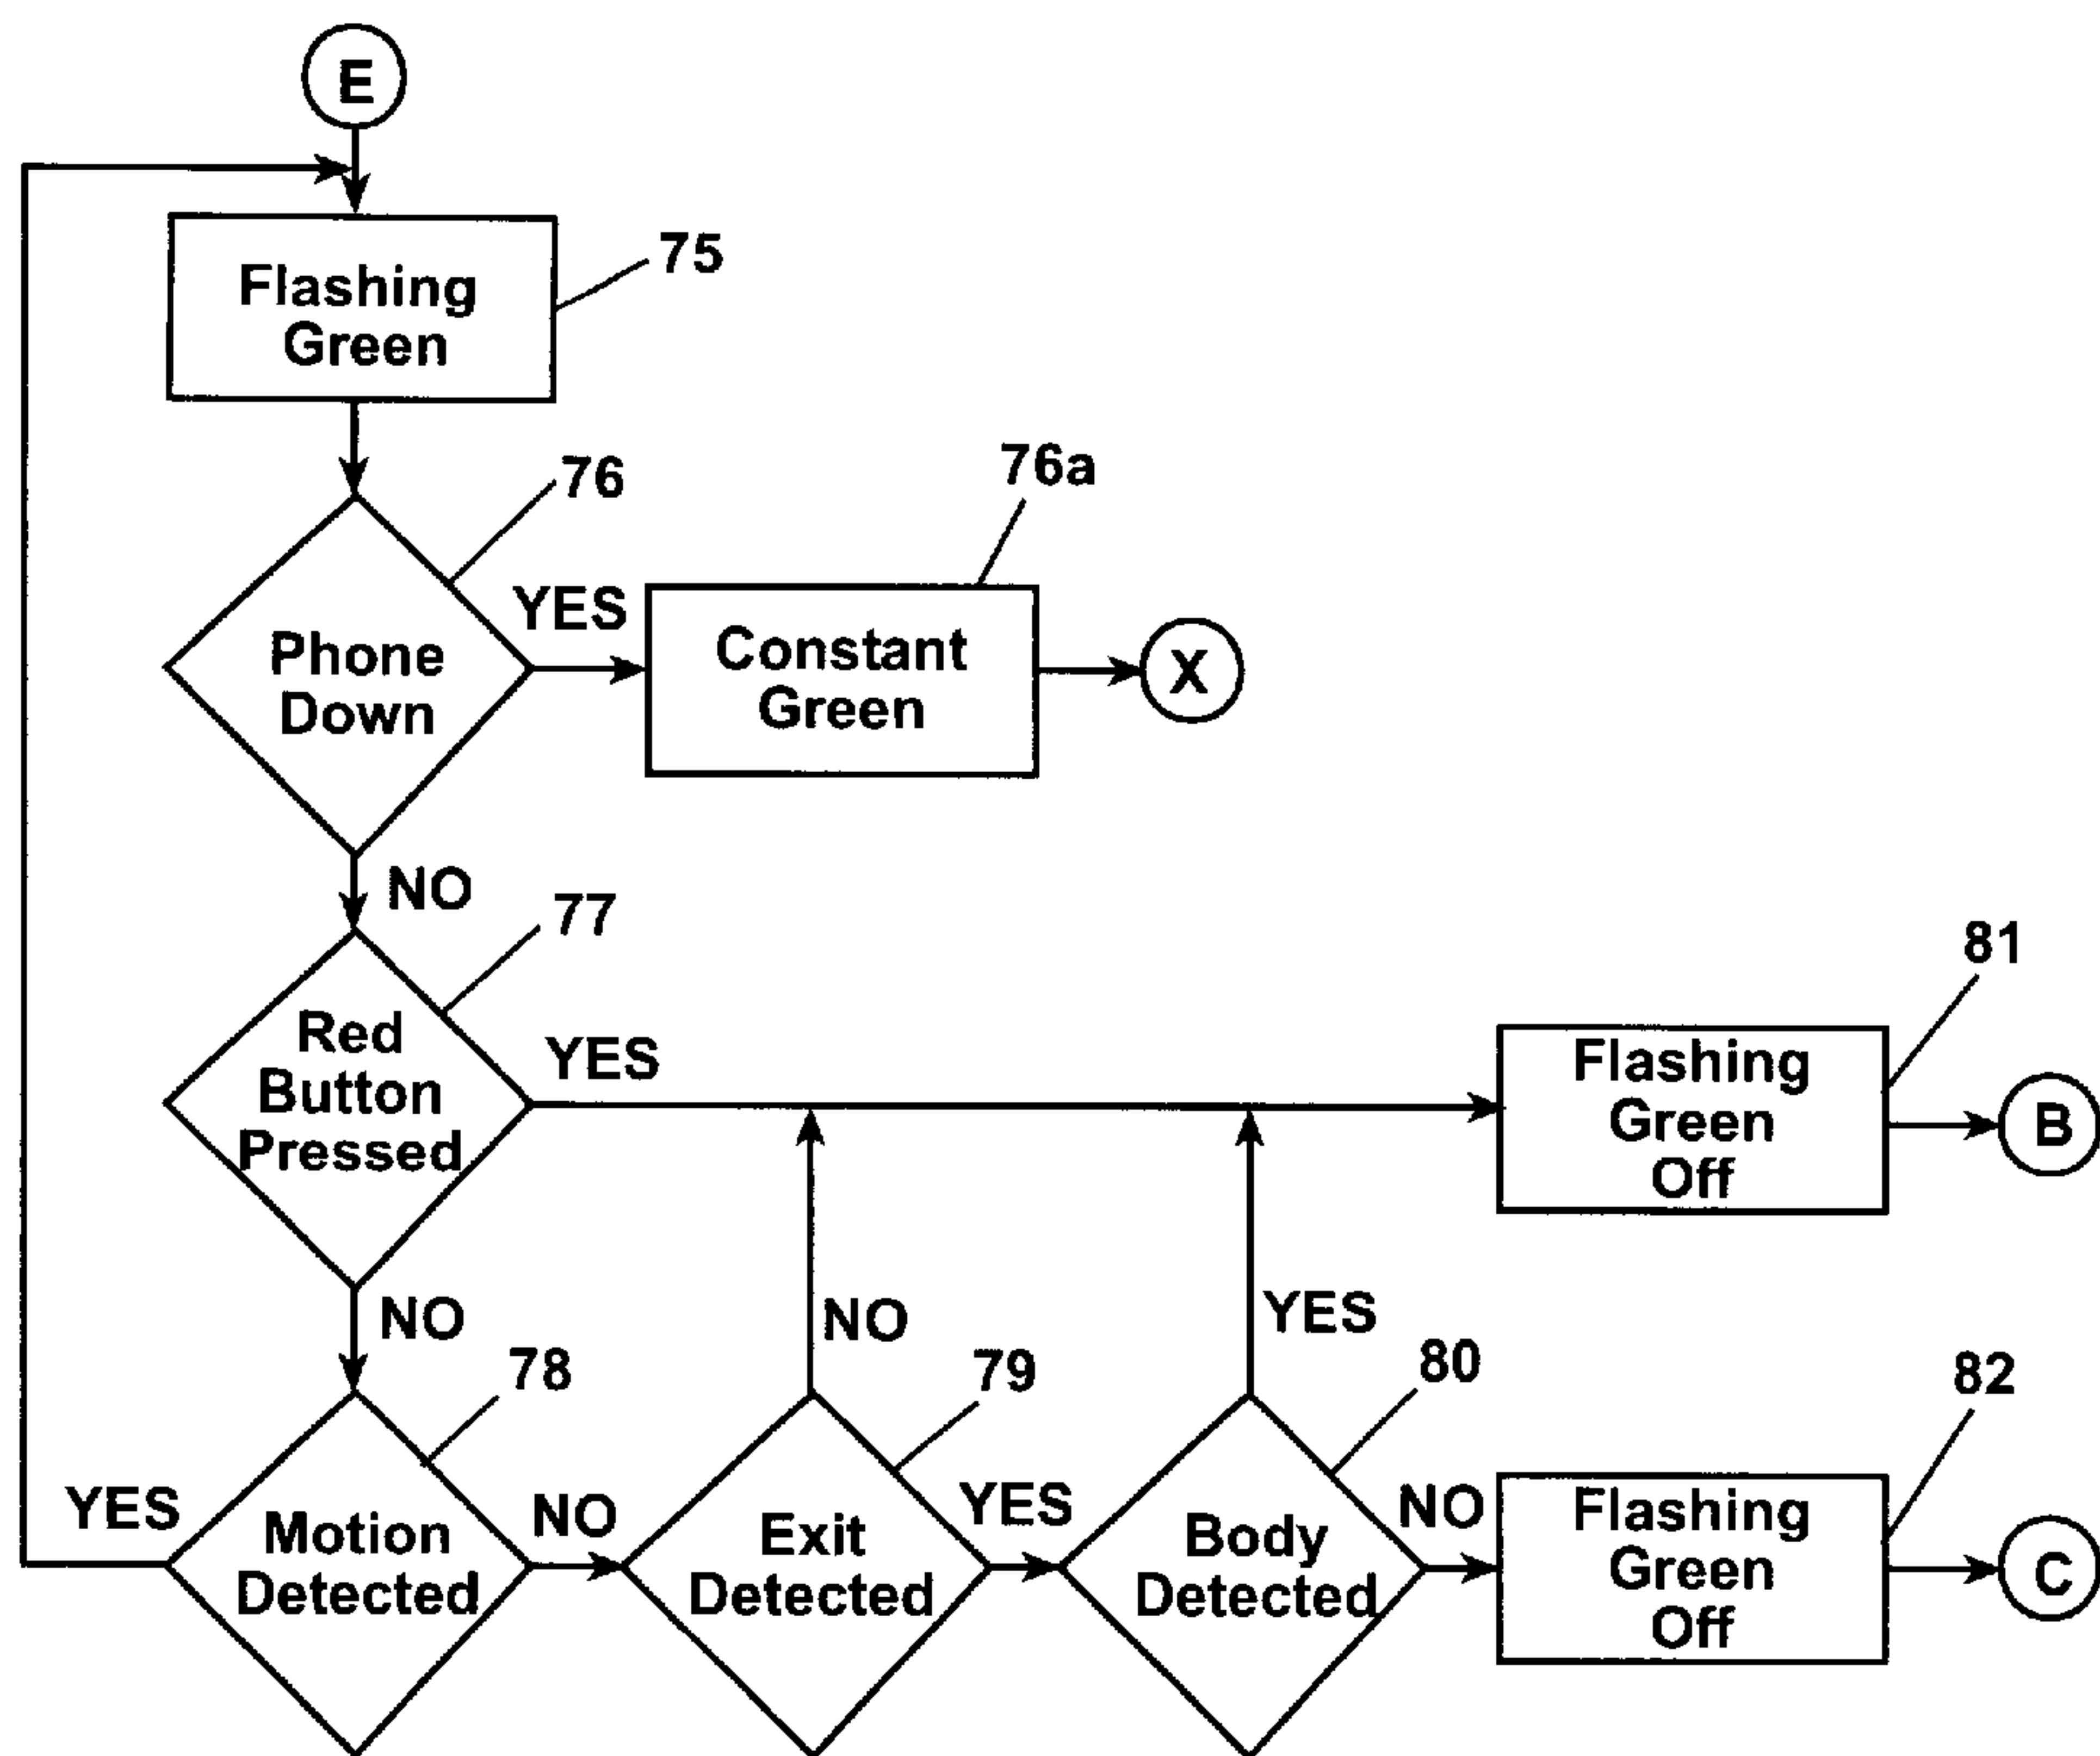 E
75
Flashing
Green
76
76a
YES
Phone
Down
Constant
Green
X
NO
77
Red
Button
Pressed
YES
81
Flashing
Green
Off
B
NO
78
NO
79
YES
80
82
YES
Motion
Detected
NO
Exit
Detected
YES
Body
Detected
NO
Flashing
Green
Off
C